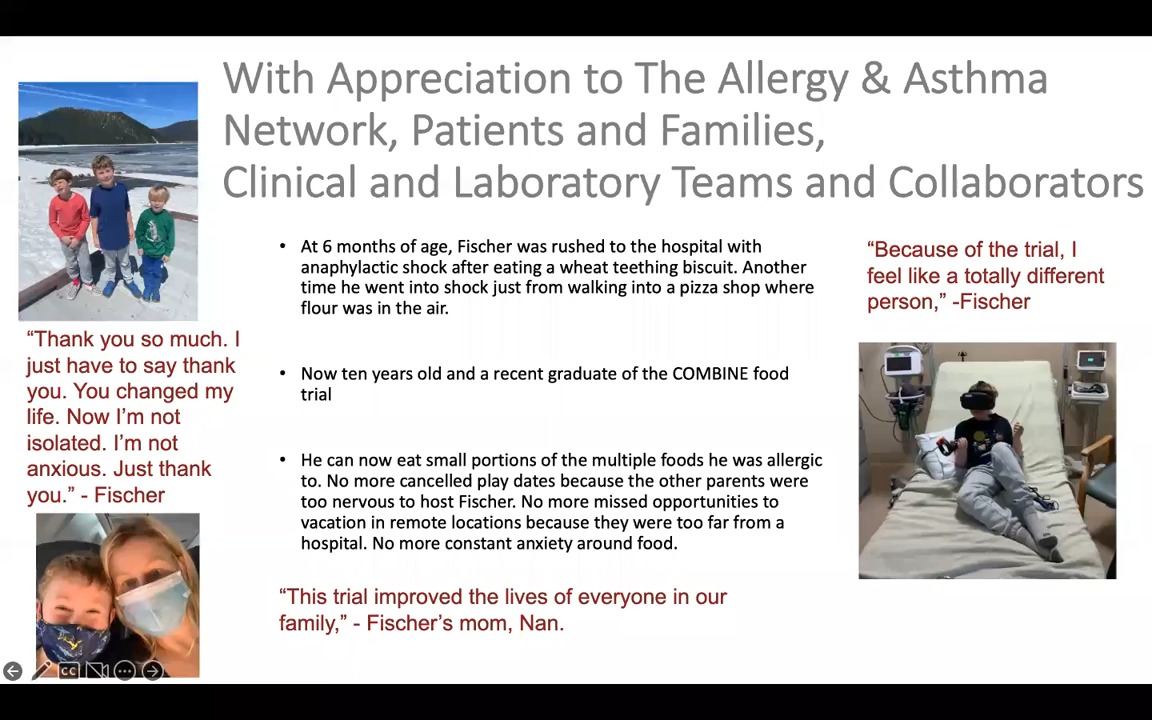 With Appreciation to The Allergy & Asthma
Network, Patients and Families,
Clinical and Laboratory Teams and Collaborators
• At 6 months of age, Fischer was rushed to the hospital with
anaphylactic shock after eating a wheat teething biscuit. Another
time he went into shock just from walking into a pizza shop where
flour was in the air.
• Now ten years old and a recent graduate of the COMBINE food
trial
• He can now eat small portions of the multiple foods he was allergic
to. No more cancelled play dates because the other parents were
too nervous to host Fischer. No more missed opportunities to
vacation in remote locations because they were too far from a
hospital. No more constant anxiety around food.
“This trial improved the lives of everyone in our
family,” - Fischer’s mom, Nan.
“Thank you so much. I
just have to say thank
you. You changed my
life. Now I’m not
isolated. I’m not
anxious. Just thank
you.” - Fischer
“Because of the trial, I
feel like a totally different
person,” -Fischer
CC